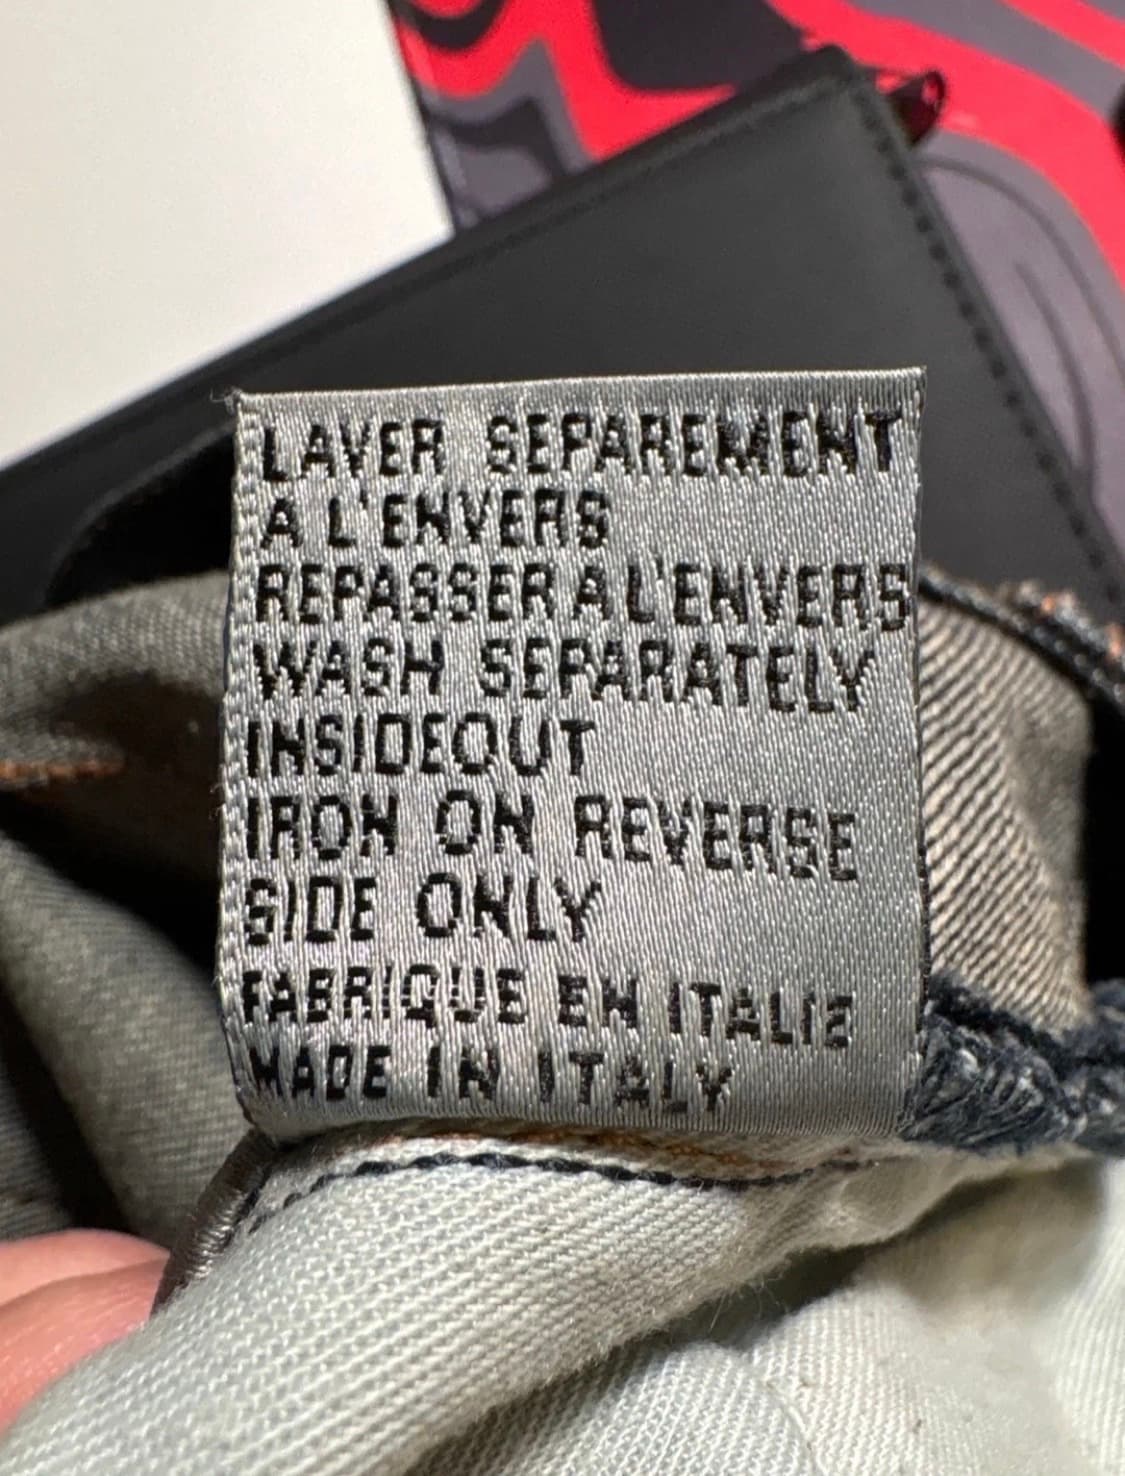 LAVER SEPAREMENT
A L'ENVERS
REPASSER A L'ENVERS
WASH SEPARATELY
INSIDEOUT
IRON ON REVERSE
SIDE ONLY
FABRIQUE EN ITALIE
MADE IN ITALY